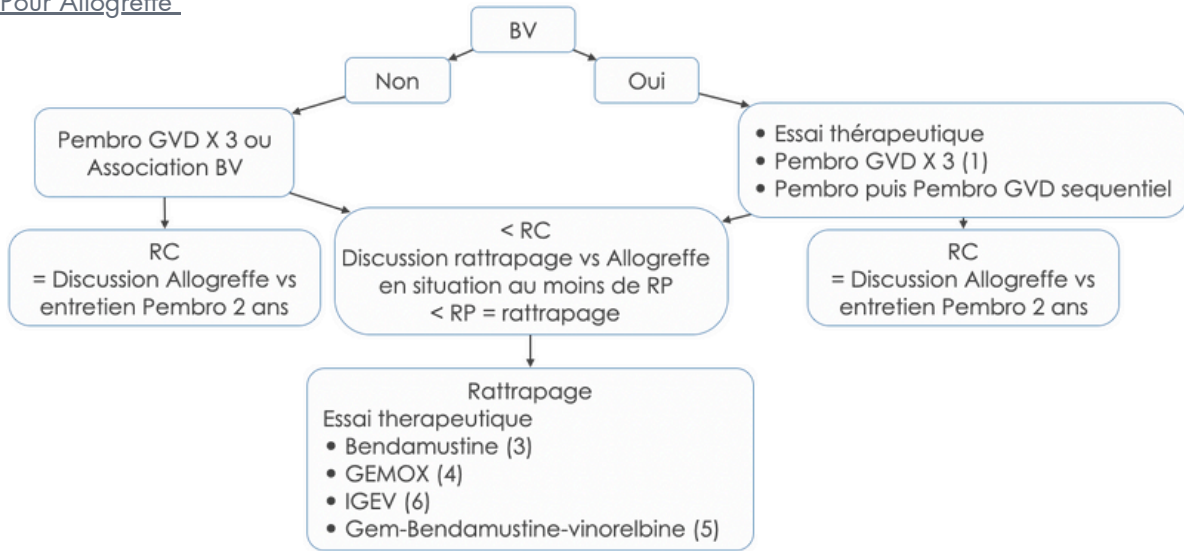 Pour Allogreffe
BV
Non
Oui
Pembro GVD X 3 ou
Association BV
• Essai thérapeutique
• Pembro GVD X 3 (1)
• Pembro puis Pembro GVD sequentiel
RC
= Discussion Allogreffe vs
entretien Pembro 2 ans
< RC
Discussion rattrapage vs Allogreffe
en situation au moins de RP
< RP = rattrapage
RC
= Discussion Allogreffe vs
entretien Pembro 2 ans
Rattrapage
Essai therapeutique
• Bendamustine (3)
• GEMOX (4)
• IGEV (6)
• Gem-Bendamustine-vinorelbine (5)